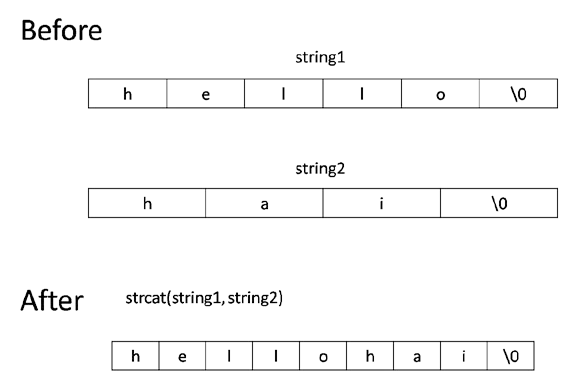 Before
string1
h e l l o \0
string2
h a i \0
After strcat(string1, string2)
h e l l o h a i \0